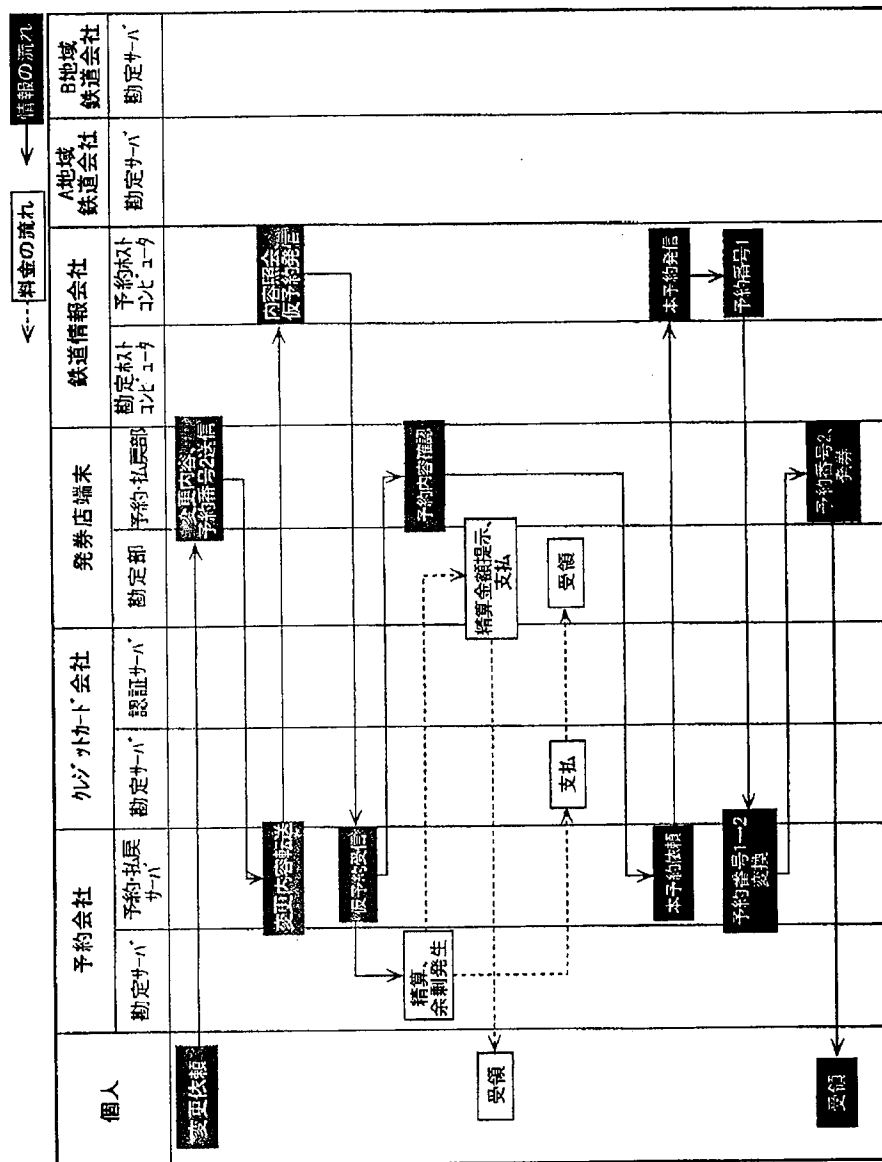 <---料金の流れ
←情報の流れ
個人
予約会社
クレジットカード会社
発券店端末
鉄道情報会社
A地域
鉄道会社
B地域
鉄道会社
勘定サーバ
予約・払戻
サーバ
勘定サーバ
認証サーバ
勘定部
予約・払戻部
勘定ホスト
コンピュータ
予約ホスト
コンピュータ
勘定サーバ
勘定サーバ
変更依頼
変更内容、
予約番号2送信
変更内容転送
内容照会、
仮予約発信
仮予約受信
精算、
余剰発生
予約内容確認
精算金額提示、
支払
受領
支払
受領
本予約依頼
本予約発信
予約番号1
予約番号1→2
変換
予約番号2、
発券
受領